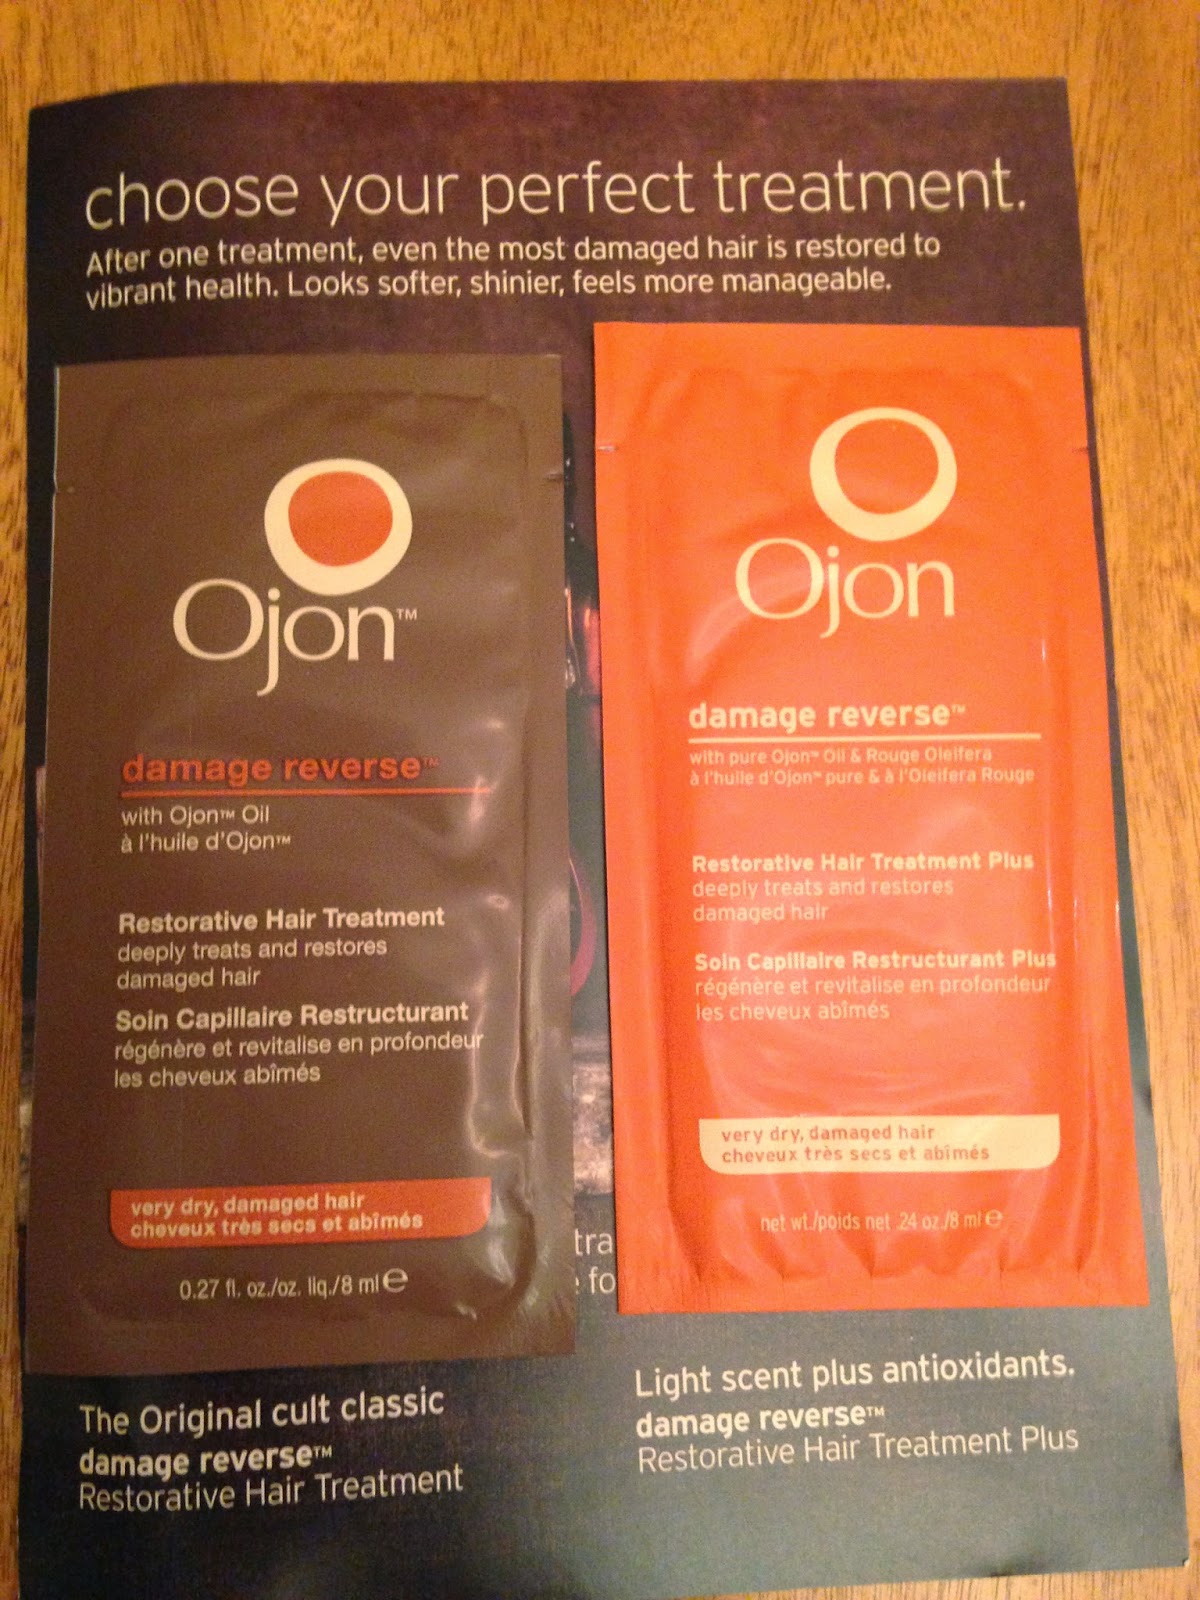 choose your perfect treatment.
After one treatment, even the most damaged hair is restored to
vibrant health. Looks softer, shinier, feels more manageable.
Ojon™
damage reverse™
with Ojon™ Oil
à l'huile d'Ojon™
Restorative Hair Treatment
deeply treats and restores
damaged hair
Soin Capillaire Restructurant
régénère et revitalise en profondeur
les cheveux abîmés
very dry, damaged hair
cheveux très secs et abîmés
0.27 fl. oz./oz. liq./8 ml ℮
Ojon
damage reverse™
with pure Ojon™ Oil & Rouge Oleifera
à l'huile d'Ojon™ pure & à l'Oleifera Rouge
Restorative Hair Treatment Plus
deeply treats and restores
damaged hair
Soin Capillaire Restructurant Plus
régénère et revitalise en profondeur
les cheveux abîmés
very dry, damaged hair
cheveux très secs et abîmés
net wt./poids net .24 oz./8 ml ℮
The Original cult classic
damage reverse™
Restorative Hair Treatment
Light scent plus antioxidants.
damage reverse™
Restorative Hair Treatment Plus